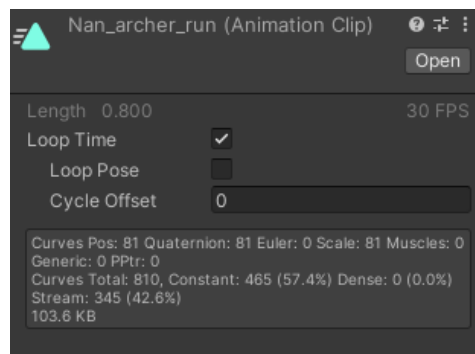 Nan_archer_run (Animation Clip)
Open
Length 0.800 30 FPS
Loop Time
Loop Pose
Cycle Offset 0
Curves Pos: 81 Quaternion: 81 Euler: 0 Scale: 81 Muscles: 0
Generic: 0 PPtr: 0
Curves Total: 810, Constant: 465 (57.4%) Dense: 0 (0.0%)
Stream: 345 (42.6%)
103.6 KB